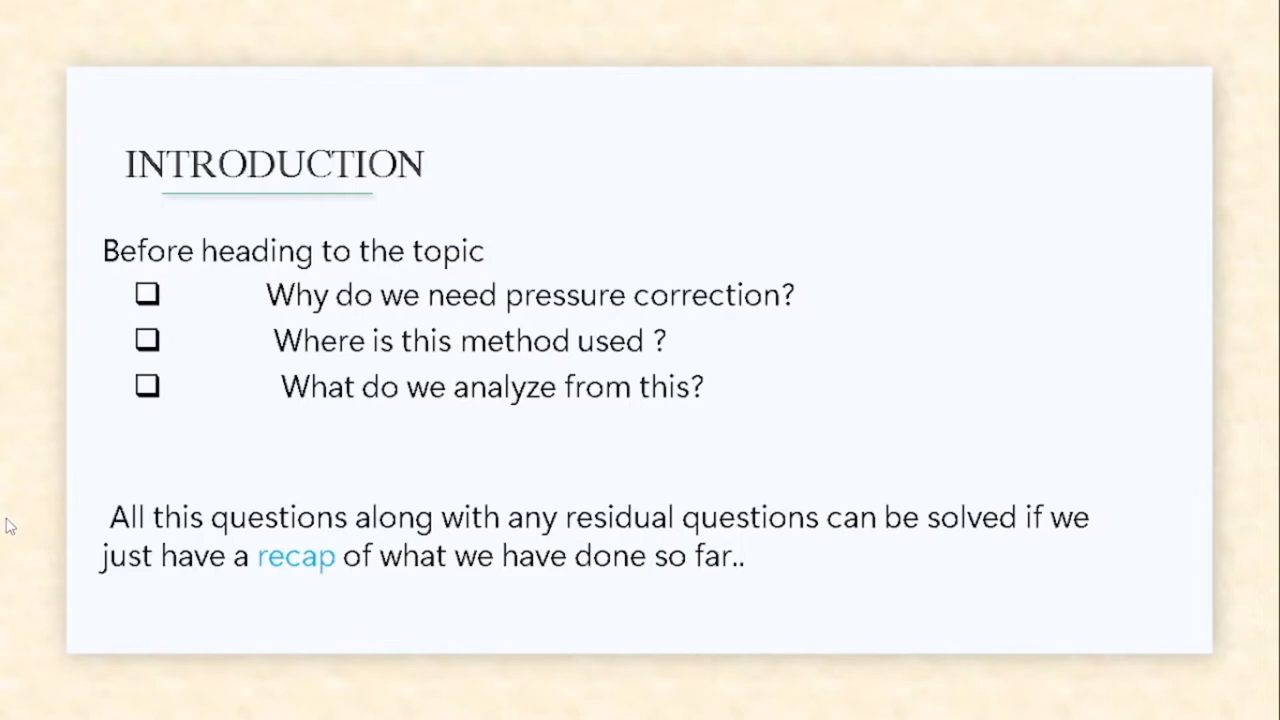 INTRODUCTION
Before heading to the topic
❑ Why do we need pressure correction?
❑ Where is this method used ?
❑ What do we analyze from this?
All this questions along with any residual questions can be solved if we
just have a recap of what we have done so far..